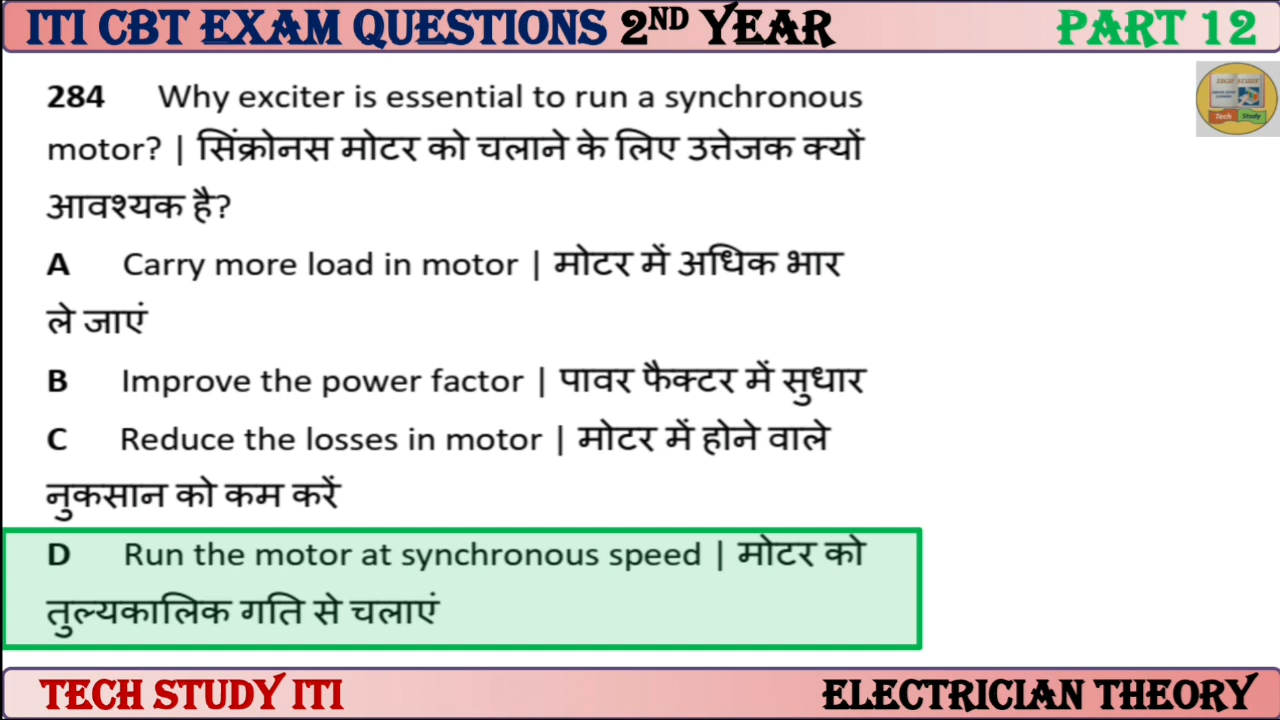 ITI CBT EXAM QUESTIONS 2ND YEAR PART 12
284 Why exciter is essential to run a synchronous
motor? | सिंक्रोनस मोटर को चलाने के लिए उत्तेजक क्यों
आवश्यक है?
A Carry more load in motor | मोटर में अधिक भार
ले जाएं
B Improve the power factor | पावर फैक्टर में सुधार
C Reduce the losses in motor | मोटर में होने वाले
नुकसान को कम करें
D Run the motor at synchronous speed | मोटर को
तुल्यकालिक गति से चलाएं
Tech Study
TECH STUDY ITI ELECTRICIAN THEORY